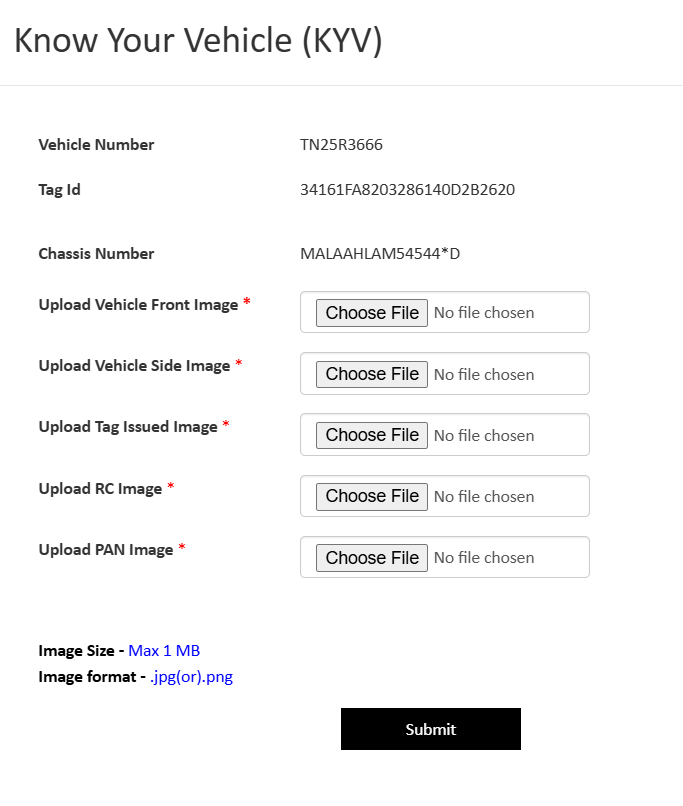 Know Your Vehicle (KYV)
Vehicle Number TN25R3666
Tag Id 34161FA8203286140D2B2620
Chassis Number MALAAHLAM54544*D
Upload Vehicle Front Image * Choose File No file chosen
Upload Vehicle Side Image * Choose File No file chosen
Upload Tag Issued Image * Choose File No file chosen
Upload RC Image * Choose File No file chosen
Upload PAN Image * Choose File No file chosen
Image Size - Max 1 MB
Image format - .jpg(or).png
Submit